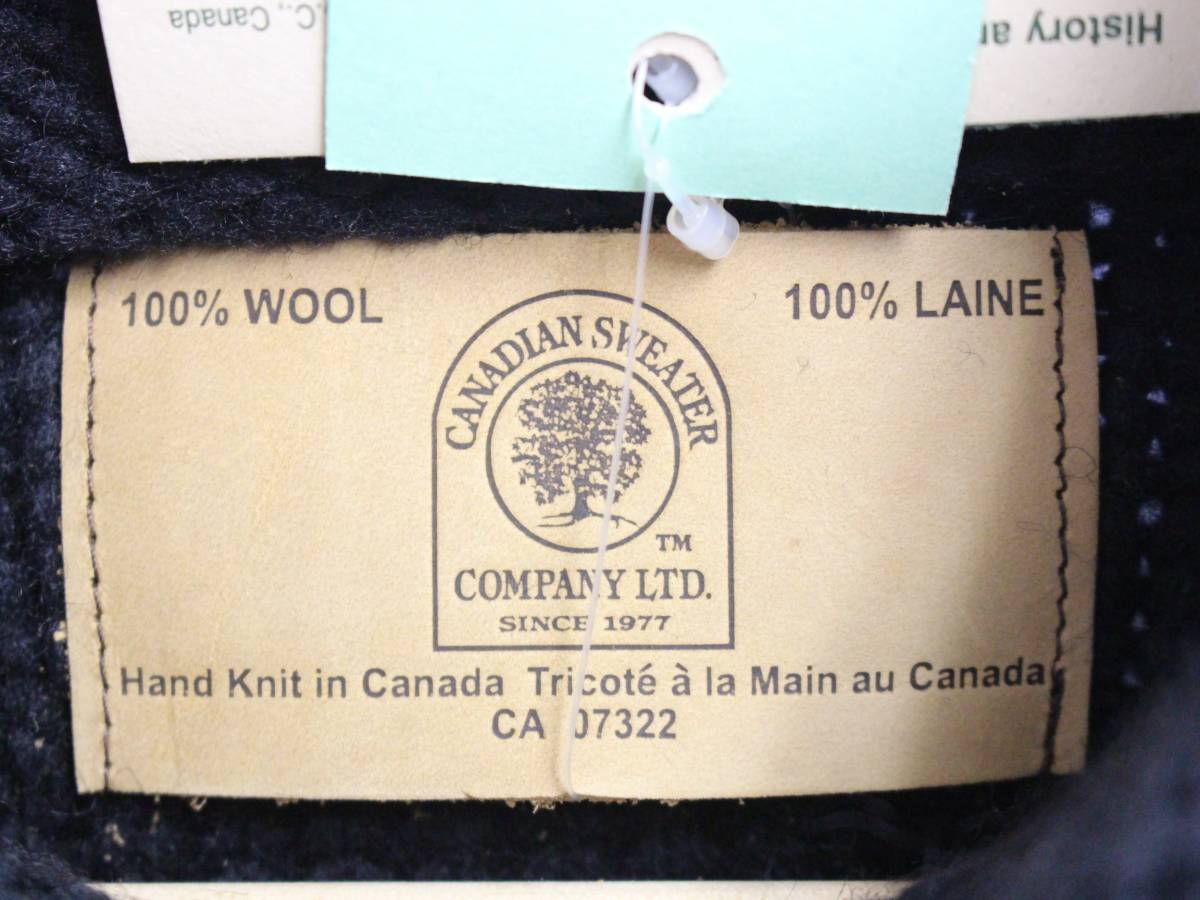 C., Canada
History
100% WOOL
100% LAINE
CANADIAN SWEATER
TM
COMPANY LTD.
SINCE 1977
Hand Knit in Canada Tricoté à la Main au Canada
CA 07322